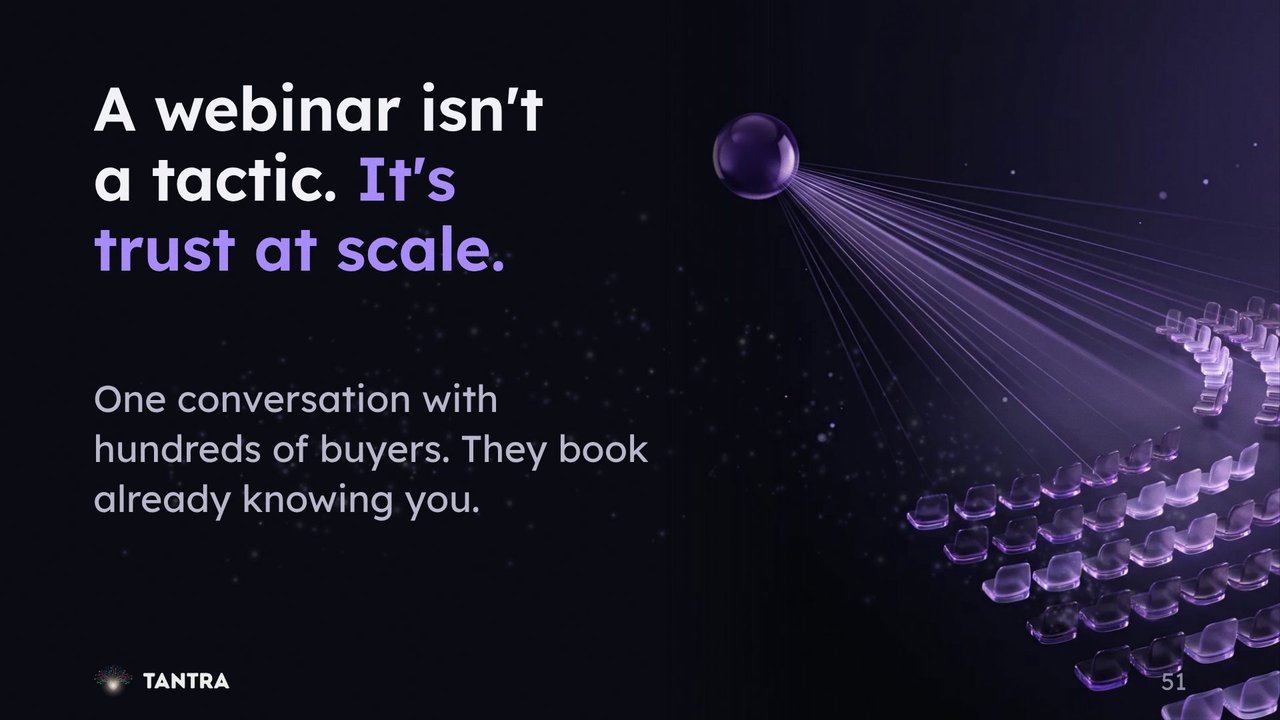 A webinar isn't
a tactic. It's
trust at scale.
One conversation with
hundreds of buyers. They book
already knowing you.
TANTRA
51